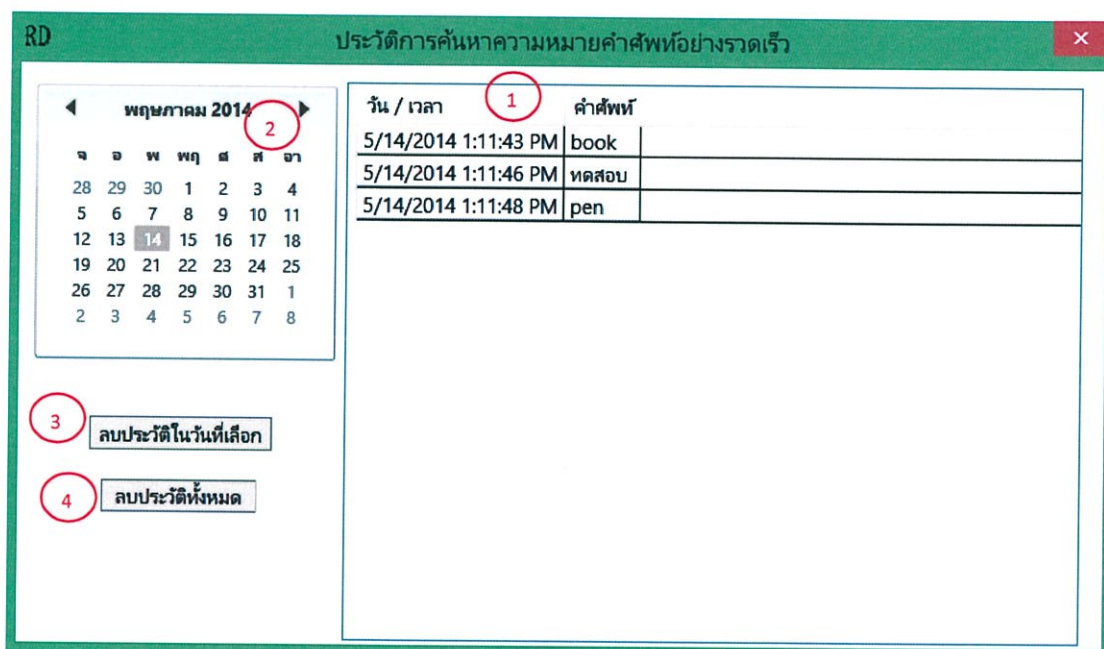 RD
ประวัติการค้นหาความหมายคำศัพท์อย่างรวดเร็ว
พฤษภาคม 2014
2
จ อ พ พฤ ศ ส อา
28 29 30 1 2 3 4
5 6 7 8 9 10 11
12 13 14 15 16 17 18
19 20 21 22 23 24 25
26 27 28 29 30 31 1
2 3 4 5 6 7 8
3
ลบประวัติในวันที่เลือก
4
ลบประวัติทั้งหมด
วัน / เวลา 1 คำศัพท์
5/14/2014 1:11:43 PM book
5/14/2014 1:11:46 PM ทดสอบ
5/14/2014 1:11:48 PM pen